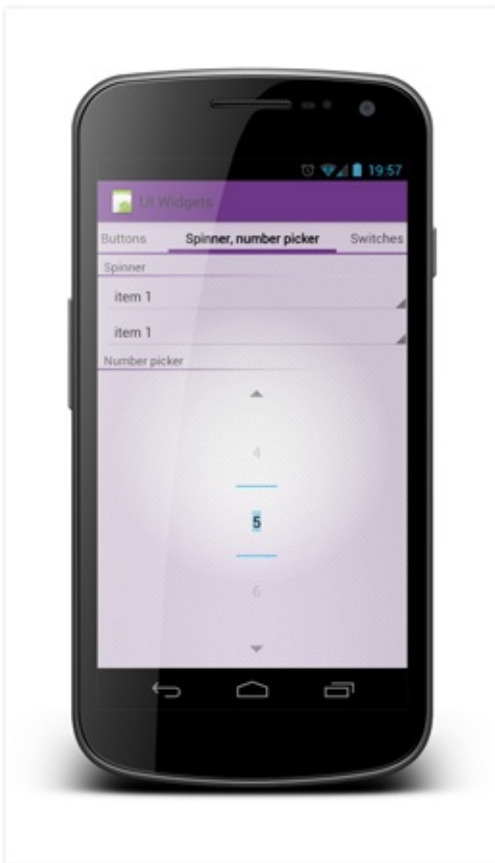 19:57
UI Widgets
Buttons Spinner, number picker Switches
Spinner
item 1
item 1
Number picker
4
5
6